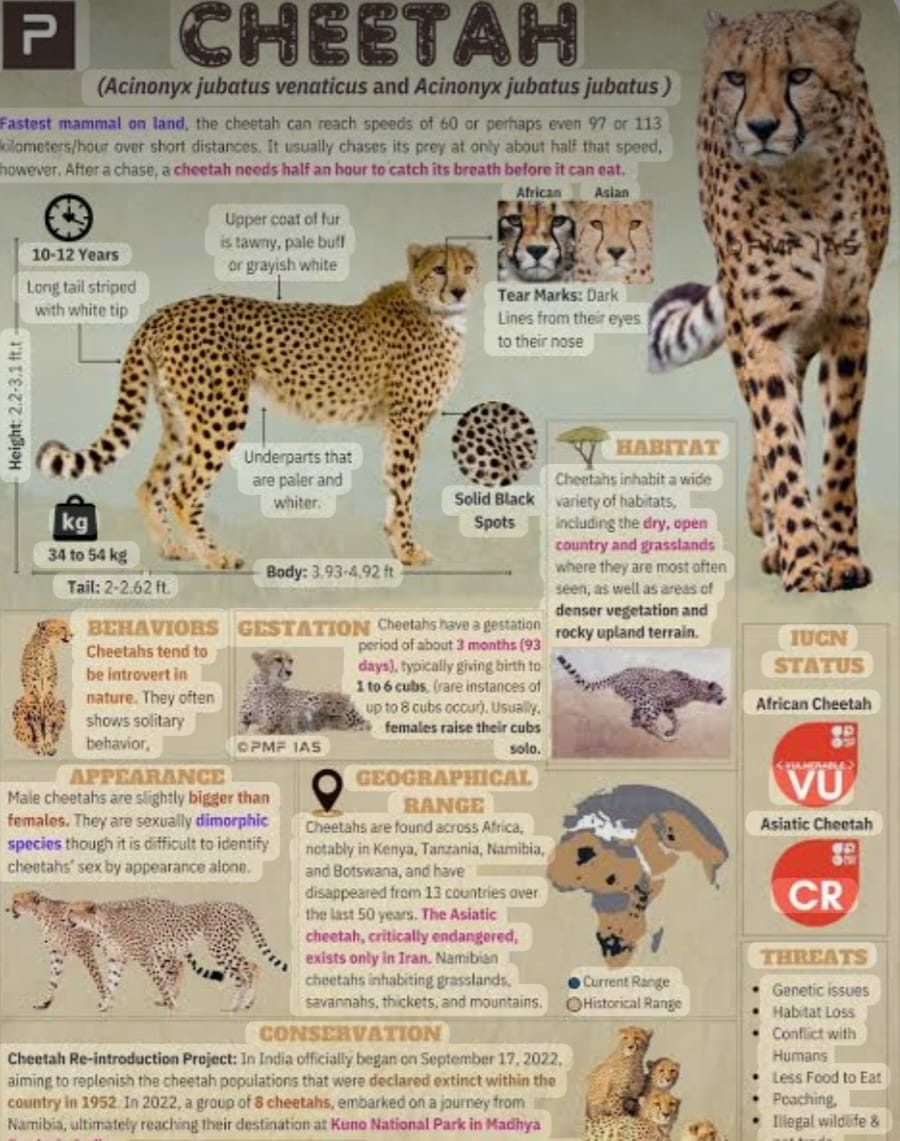 P
CHEETAH
(Acinonyx jubatus venaticus and Acinonyx jubatus jubatus )
Fastest mammal on land, the cheetah can reach speeds of 60 or perhaps even 97 or 113
kilometers/hour over short distances. It usually chases its prey at only about half that speed,
however. After a chase, a cheetah needs half an hour to catch its breath before it can eat.
10-12 Years
Long tail striped
with white tip
Upper coat of fur
is tawny, pale buff
or grayish white
African Asian
Tear Marks: Dark
Lines from their eyes
to their nose
© PMF IAS
Height: 2.2-3.1 ft.t
Underparts that
are paler and
whiter.
Solid Black
Spots
kg
34 to 54 kg
Tail: 2-2.62 ft.
Body: 3.93-4.92 ft
HABITAT
Cheetahs inhabit a wide
variety of habitats,
including the dry, open
country and grasslands
where they are most often
seen, as well as areas of
denser vegetation and
rocky upland terrain.
BEHAVIORS
Cheetahs tend to
be introvert in
nature. They often
shows solitary
behavior,
GESTATION
Cheetahs have a gestation
period of about 3 months (93
days), typically giving birth to
1 to 6 cubs, (rare instances of
up to 8 cubs occur). Usually,
females raise their cubs
solo.
©PMF IAS
IUCN
STATUS
African Cheetah
VULNERABLE
VU
Asiatic Cheetah
CR
APPEARANCE
Male cheetahs are slightly bigger than
females. They are sexually dimorphic
species though it is difficult to identify
cheetahs' sex by appearance alone.
GEOGRAPHICAL
RANGE
Cheetahs are found across Africa,
notably in Kenya, Tanzania, Namibia,
and Botswana, and have
disappeared from 13 countries over
the last 50 years. The Asiatic
cheetah, critically endangered,
exists only in Iran. Namibian
cheetahs inhabiting grasslands,
savannahs, thickets, and mountains.
Current Range
Historical Range
THREATS
• Genetic issues
• Habitat Loss
• Conflict with
Humans
• Less Food to Eat
• Poaching,
• Illegal wildlife &
CONSERVATION
Cheetah Re-introduction Project: In India officially began on September 17, 2022,
aiming to replenish the cheetah populations that were declared extinct within the
country in 1952. In 2022, a group of 8 cheetahs, embarked on a journey from
Namibia, ultimately reaching their destination at Kuno National Park in Madhya